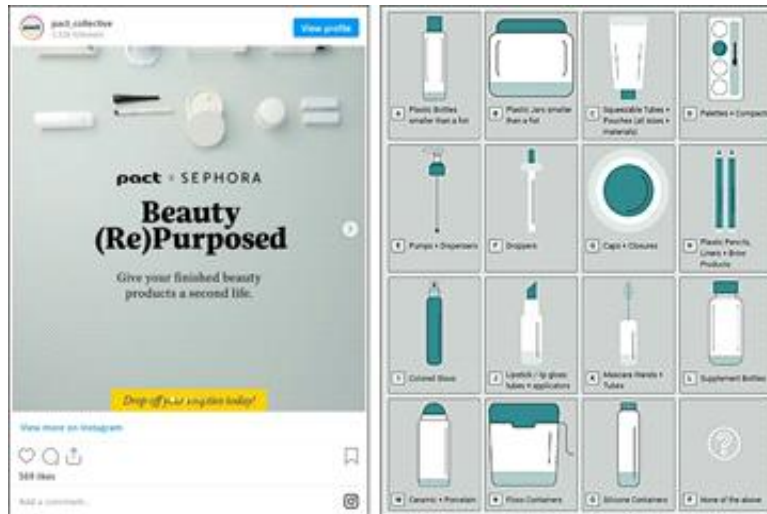 pact_collective
View profile
pact × SEPHORA
Beauty
(Re)Purposed
Give your finished beauty
products a second life.
Drop off your empties today!
View more on Instagram
569 likes
Add a comment...
A Plastic Bottles
smaller than a fist
B Plastic Jars smaller
than a fist
C Squeezable Tubes +
Pouches (all sizes +
materials)
D Palettes + Compacts
E Pumps + Dispensers
F Droppers
G Caps + Closures
H Plastic Pencils,
Liners + Brow
Products
I Colored Glass
J Lipstick / lip gloss
tubes + applicators
K Mascara Wands +
Tubes
L Supplement Bottles
M Ceramic + Porcelain
N Floss Containers
O Silicone Containers
P None of the above